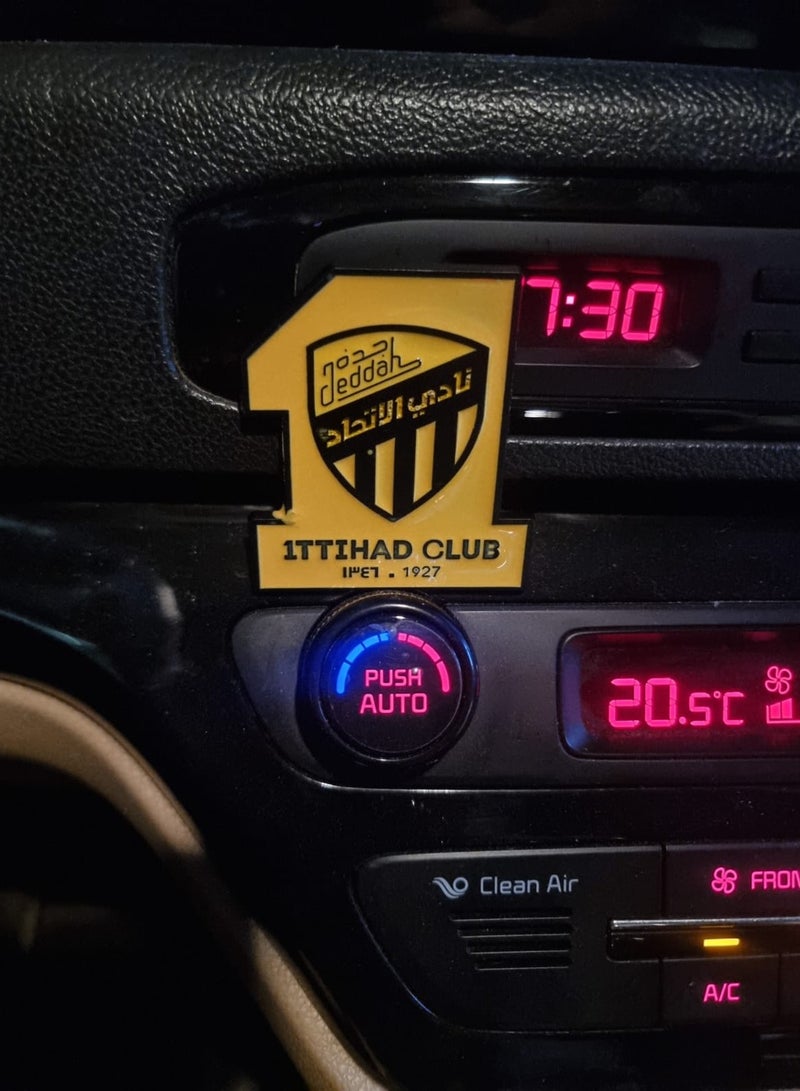 7:30
جدة
Jeddah
نادي الاتحاد
1TTIHAD CLUB
١٣٤٦ . 1927
PUSH
AUTO
20.5°C
Clean Air
FRON
A/C